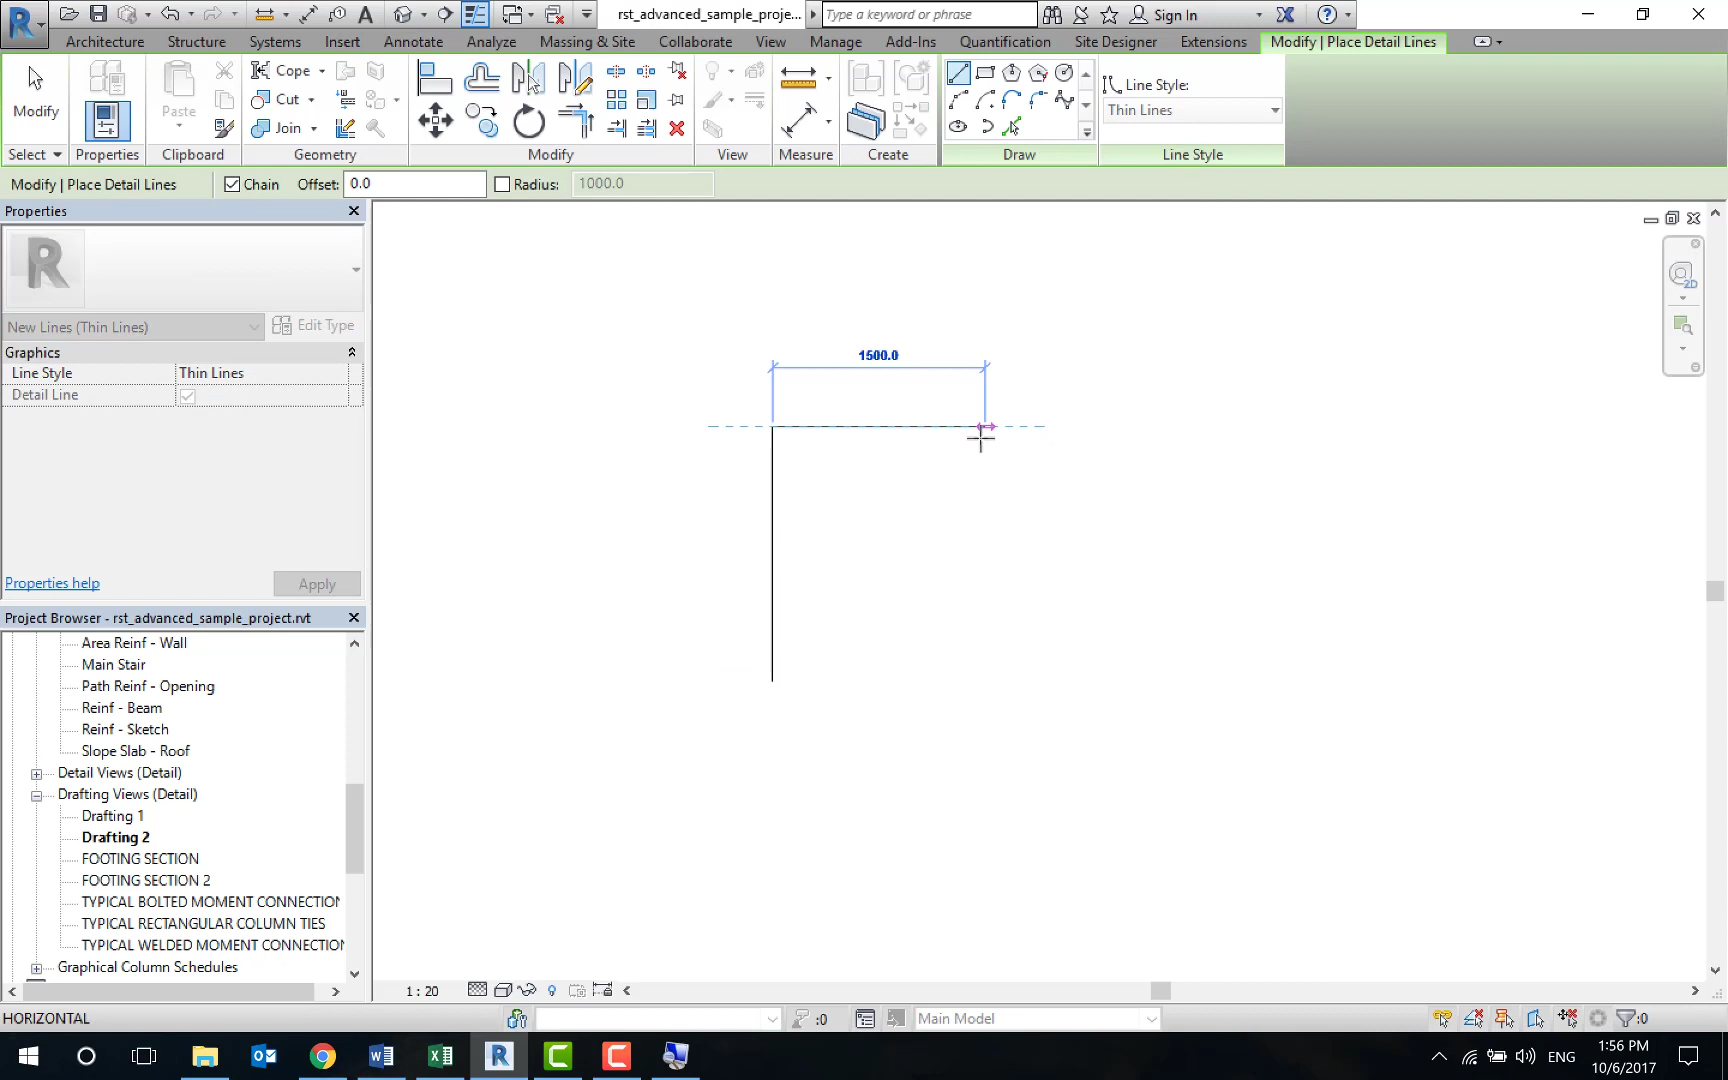 rst_advanced_sample_proje...
Type a keyword or phrase
Sign In
Architecture Structure Systems Insert Annotate Analyze Massing & Site Collaborate View Manage Add-Ins Quantification Site Designer Extensions Modify | Place Detail Lines
Modify
Paste
Cope
Cut
Join
Line Style:
Thin Lines
Select Properties Clipboard Geometry Modify View Measure Create Draw Line Style
Modify | Place Detail Lines Chain Offset: 0.0 Radius: 1000.0
Properties
R
New Lines (Thin Lines) Edit Type
Graphics
Line Style Thin Lines
Detail Line
Properties help Apply
1500.0
2D
Project Browser - rst_advanced_sample_project.rvt
Area Reinf - Wall
Main Stair
Path Reinf - Opening
Reinf - Beam
Reinf - Sketch
Slope Slab - Roof
Detail Views (Detail)
Drafting Views (Detail)
Drafting 1
Drafting 2
FOOTING SECTION
FOOTING SECTION 2
TYPICAL BOLTED MOMENT CONNECTION
TYPICAL RECTANGULAR COLUMN TIES
TYPICAL WELDED MOMENT CONNECTION
Graphical Column Schedules
1 : 20
HORIZONTAL :0 Main Model :0
ENG
1:56 PM
10/6/2017